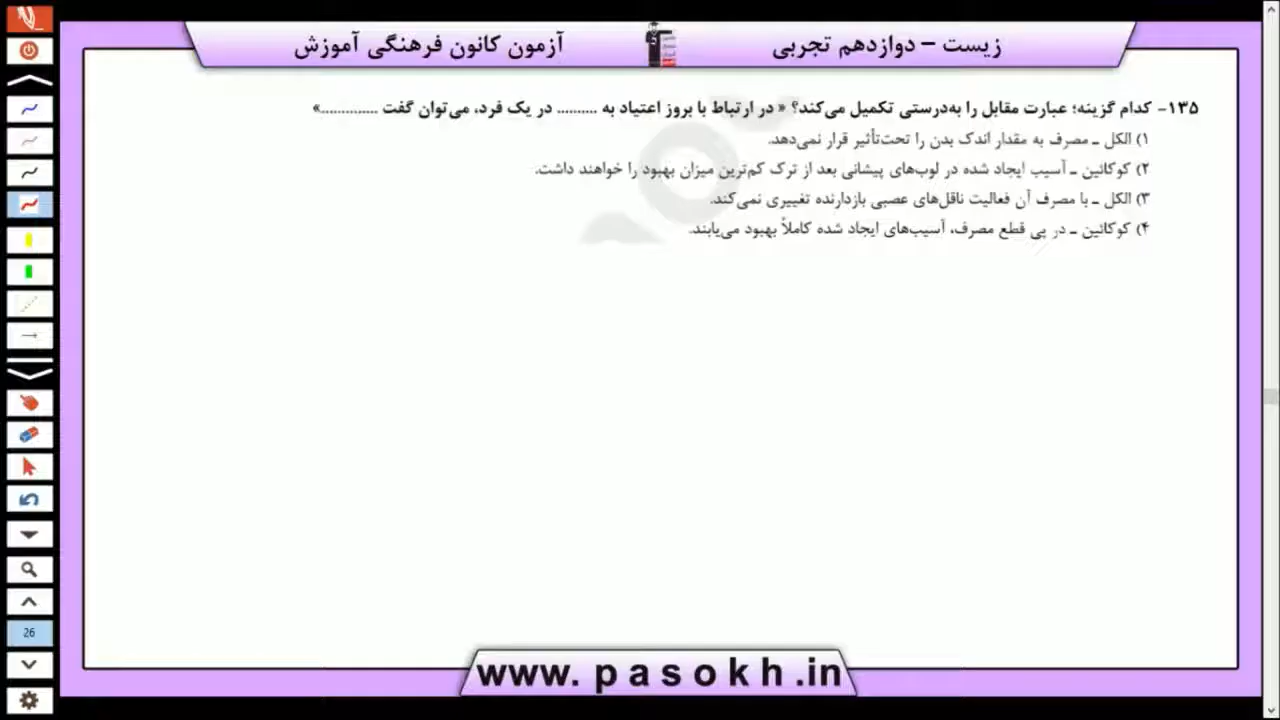 زیست – دوازدهم تجربی
آزمون کانون فرهنگی آموزش
۱۳۵- کدام گزینه؛ عبارت مقابل را به‌درستی تکمیل می‌کند؟ « در ارتباط با بروز اعتیاد به .......... در یک فرد، می‌توان گفت ..............»
۱) الکل ـ مصرف به مقدار اندک بدن را تحت‌تأثیر قرار نمی‌دهد.
۲) کوکائین ـ آسیب ایجاد شده در لوب‌های پیشانی بعد از ترک کم‌ترین میزان بهبود را خواهند داشت.
۳) الکل ـ با مصرف آن فعالیت ناقل‌های عصبی بازدارنده تغییری نمی‌کند.
۴) کوکائین ـ در پی قطع مصرف، آسیب‌های ایجاد شده کاملاً بهبود می‌یابند.
26
www. pasokh .in